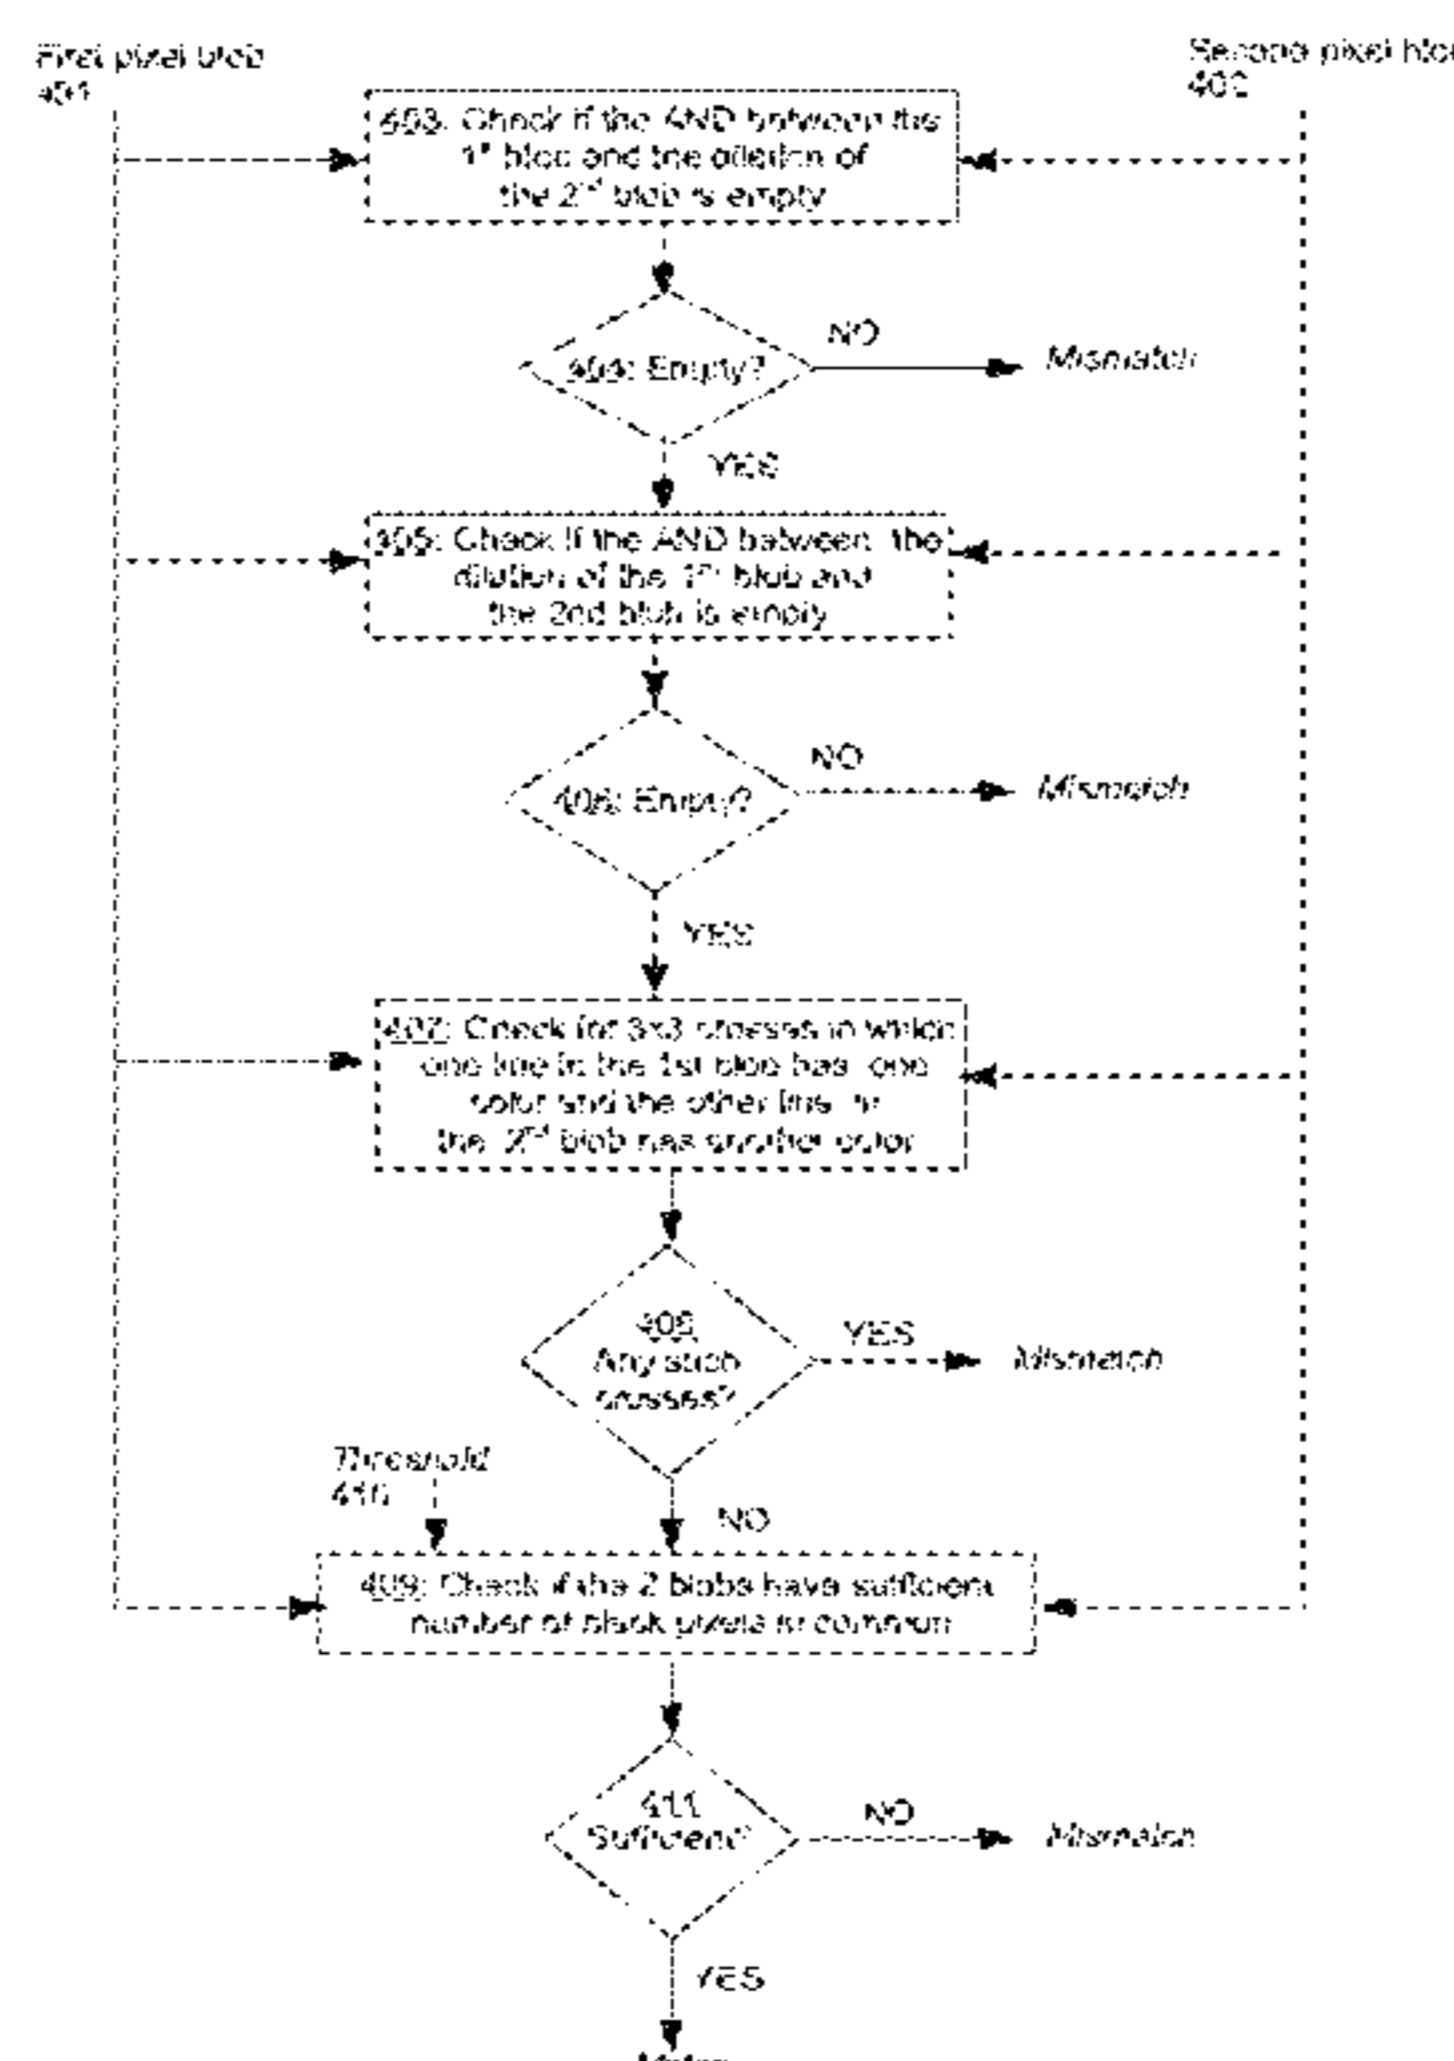 First pixel blob
401
Second pixel
402
403: Check if the AND between the
1st blob and the dilation of
the 2nd blob is empty
404: Empty?
NO
Mismatch
YES
405: Check if the AND between the
dilation of the 1st blob and
the 2nd blob is empty
406: Empty?
NO
Mismatch
YES
407: Check for 3x3 crosses in which
one line in the 1st blob has one
color and the other line in
the 2nd blob has another color
408
Any such
crosses?
YES
Mismatch
Threshold
410
NO
409: Check if the 2 blobs have sufficient
number of black pixels in common
411
Sufficient?
NO
Mismatch
YES